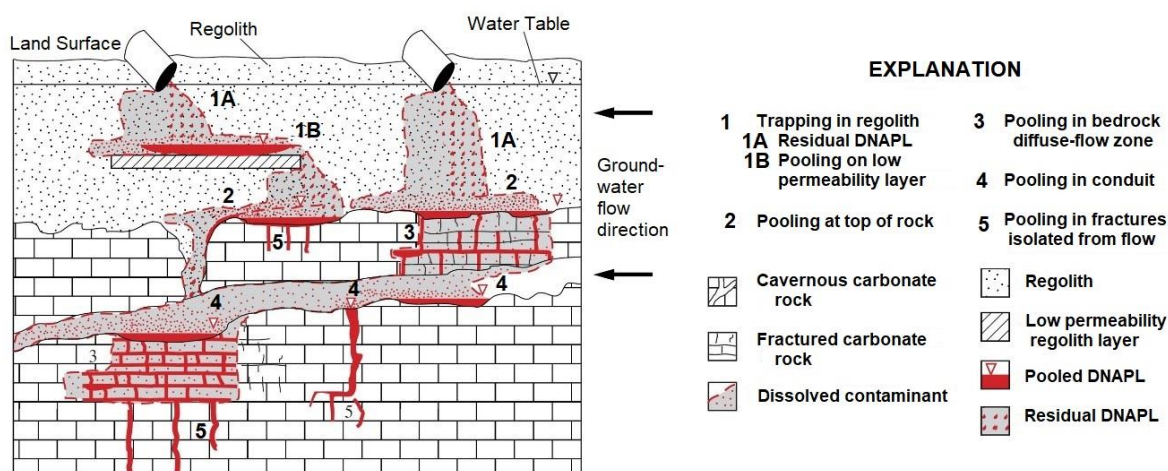 Land Surface
Regolith
Water Table
1A
1B
1A
2
2
5
3
4
4
4
3
5
5
Ground-
water
flow
direction
EXPLANATION
1 Trapping in regolith
1A Residual DNAPL
1B Pooling on low
permeability layer
2 Pooling at top of rock
Cavernous carbonate
rock
Fractured carbonate
rock
Dissolved contaminant
3 Pooling in bedrock
diffuse-flow zone
4 Pooling in conduit
5 Pooling in fractures
isolated from flow
Regolith
Low permeability
regolith layer
Pooled DNAPL
Residual DNAPL